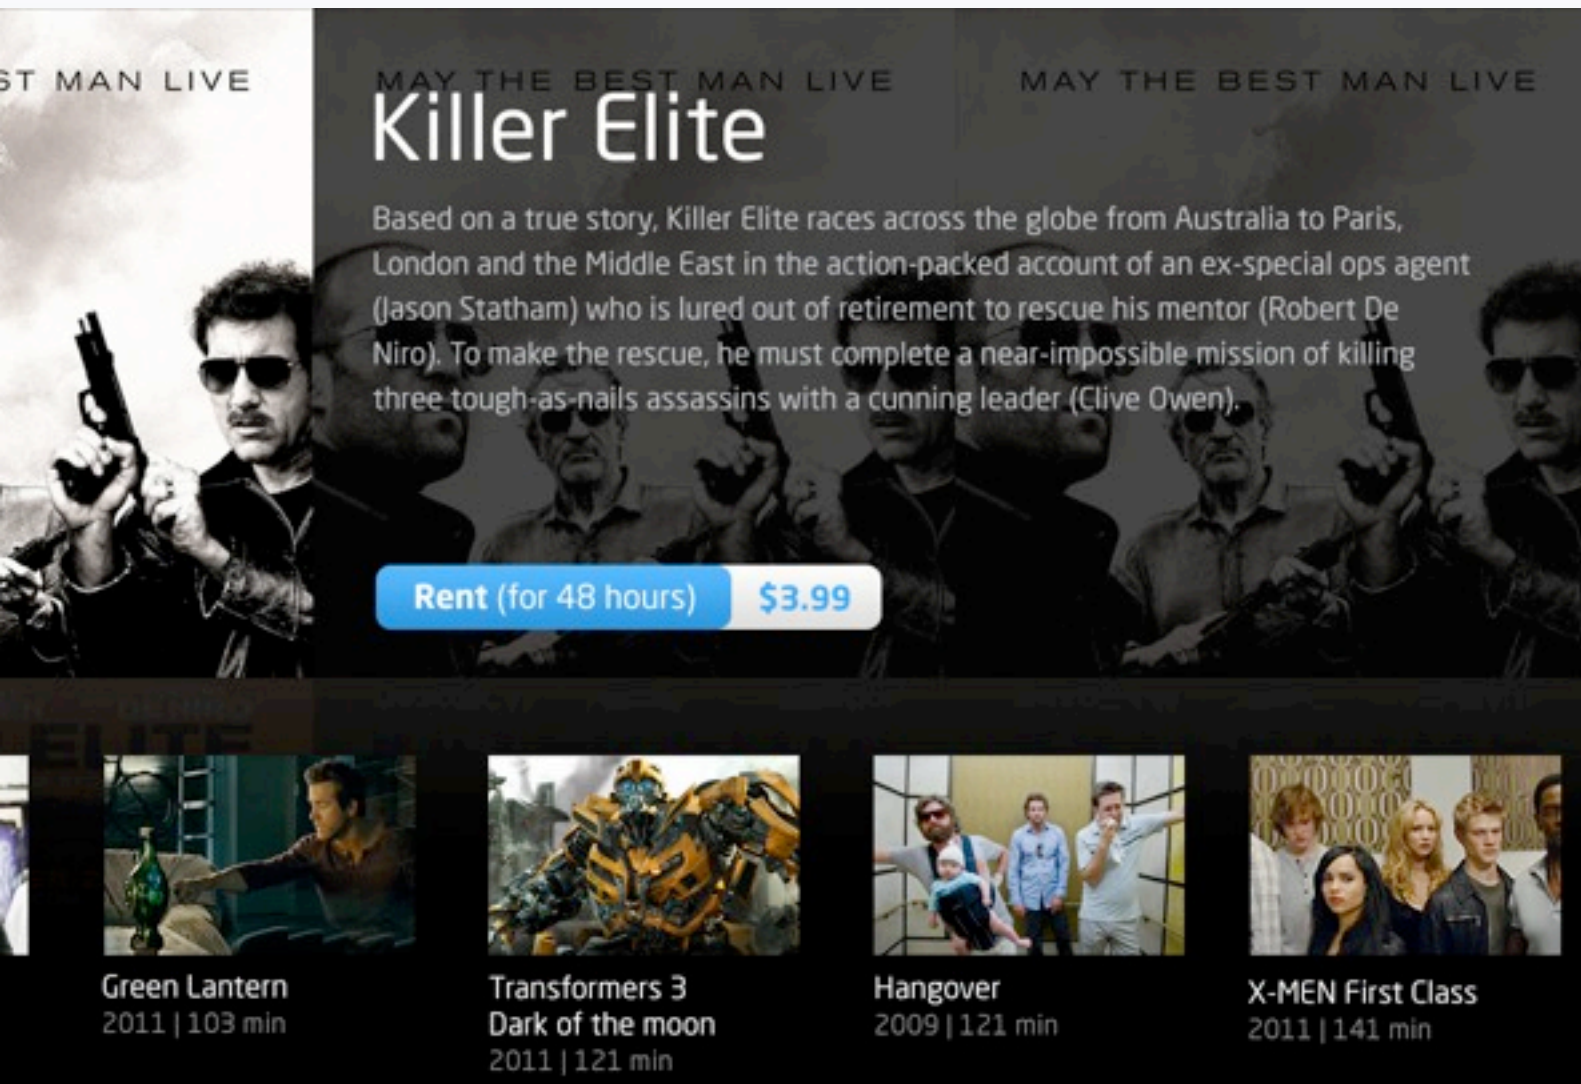 ST MAN LIVE
MAY THE BEST MAN LIVE
MAY THE BEST MAN LIVE
Killer Elite
Based on a true story, Killer Elite races across the globe from Australia to Paris,
London and the Middle East in the action-packed account of an ex-special ops agent
(Jason Statham) who is lured out of retirement to rescue his mentor (Robert De
Niro). To make the rescue, he must complete a near-impossible mission of killing
three tough-as-nails assassins with a cunning leader (Clive Owen).
Rent (for 48 hours) $3.99
ELITE
Green Lantern
2011 | 103 min
Transformers 3
Dark of the moon
2011 | 121 min
Hangover
2009 | 121 min
X-MEN First Class
2011 | 141 min